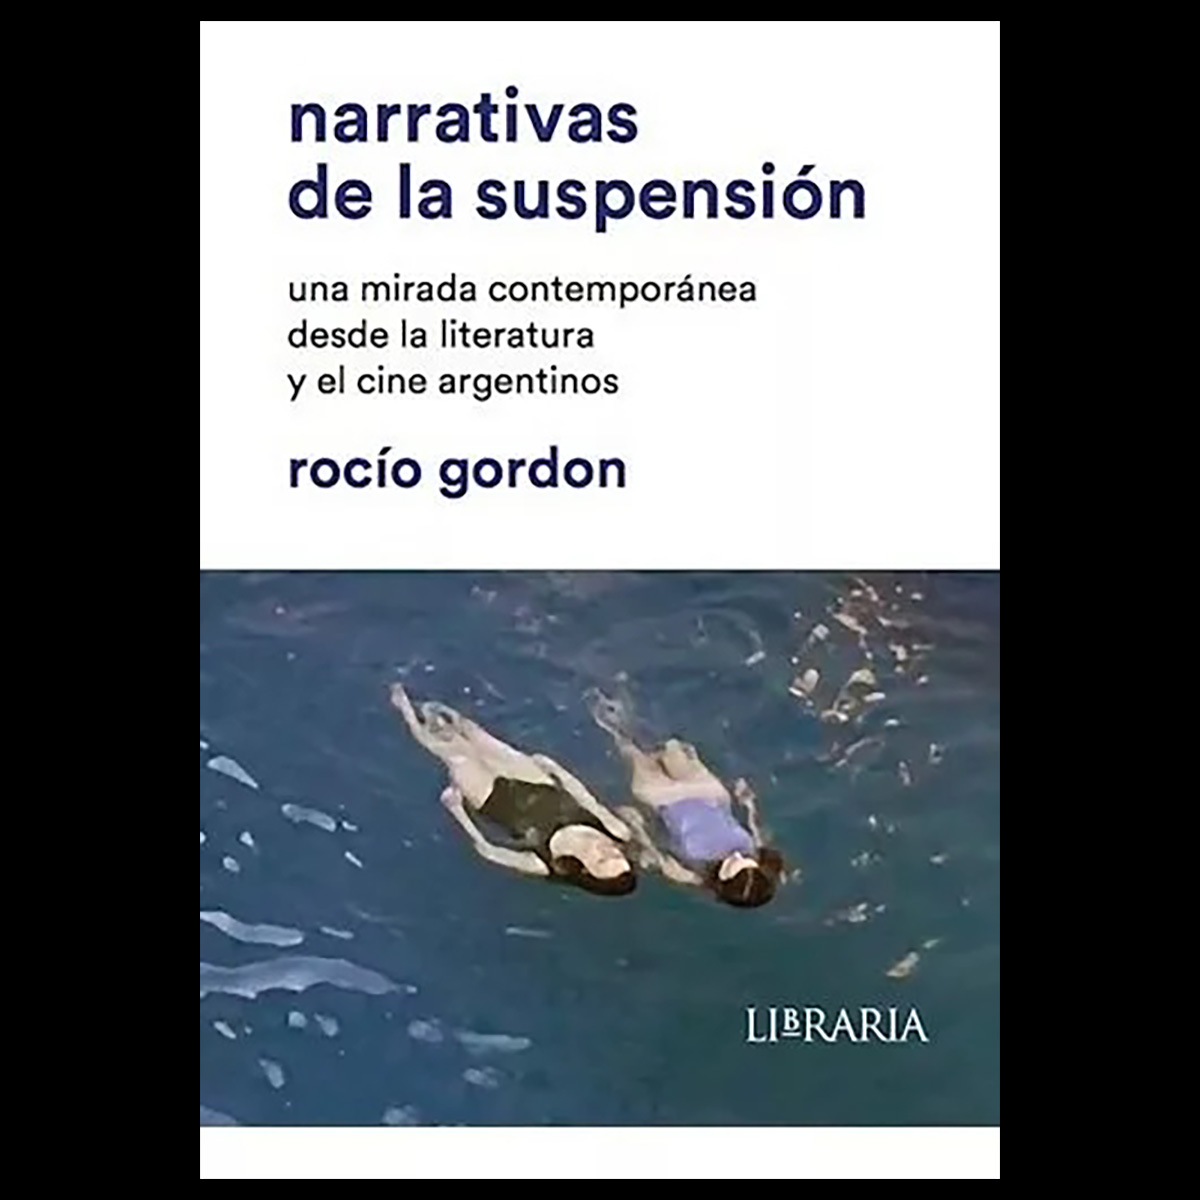 narrativas
de la suspensión
una mirada contemporánea
desde la literatura
y el cine argentinos
rocío gordon
LIBRARIA